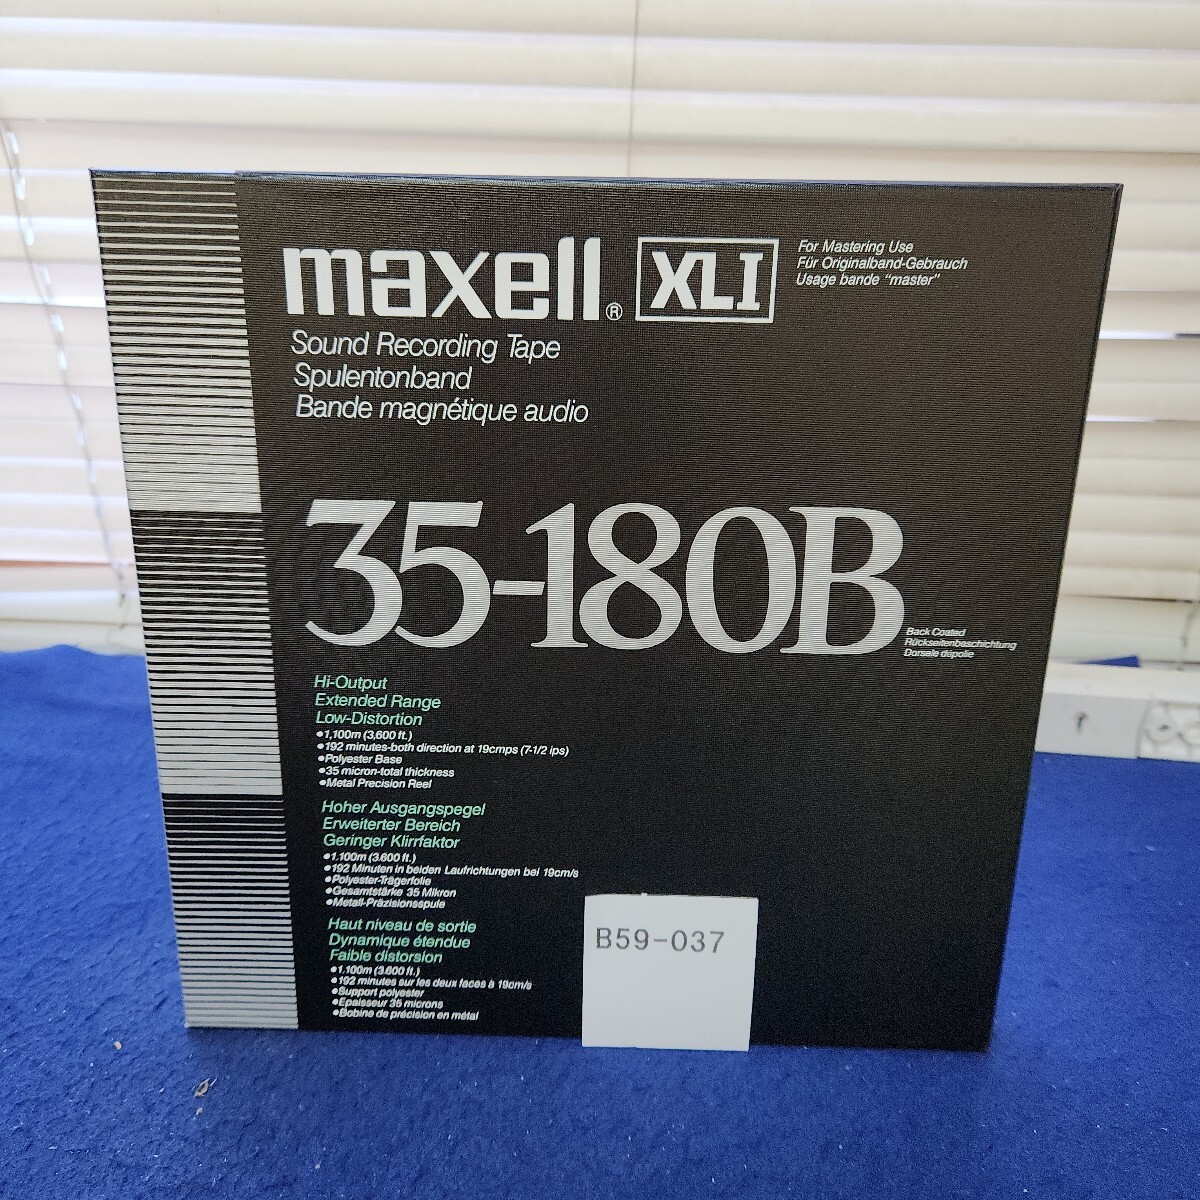 maxell® XLI
For Mastering Use
Für Originalband-Gebrauch
Usage bande "master"
Sound Recording Tape
Spulentonband
Bande magnétique audio
35-180B
Back Coated
Rückseitenbeschichtung
Dorsale dépolie
Hi-Output
Extended Range
Low-Distortion
•1,100m (3,600 ft.)
•192 minutes-both direction at 19cmps (7-1/2 ips)
•Polyester Base
•35 micron-total thickness
•Metal Precision Reel
Hoher Ausgangspegel
Erweiterter Bereich
Geringer Klirrfaktor
•1.100m (3.600 ft.)
•192 Minuten in beiden Laufrichtungen bei 19cm/s
•Polyester-Trägerfolie
•Gesamtstärke 35 Mikron
•Metall-Präzisionsspule
Haut niveau de sortie
Dynamique étendue
Faible distorsion
•1.100m (3.600 ft.)
•192 minutes sur les deux faces à 19cm/s
•Support polyester
•Epaisseur 35 microns
•Bobine de précision en métal
B59-037